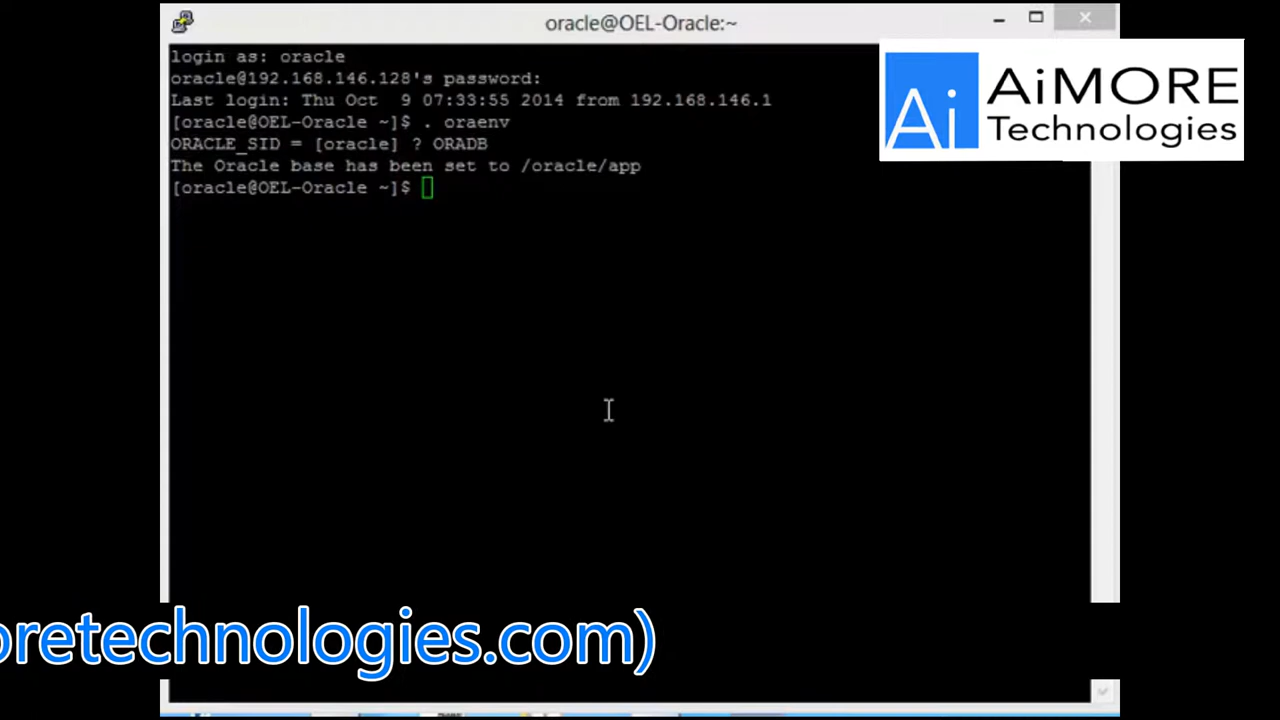 oracle@OEL-Oracle:~
login as: oracle
oracle@192.168.146.128's password:
Last login: Thu Oct  9 07:33:55 2014 from 192.168.146.1
[oracle@OEL-Oracle ~]$ . oraenv
ORACLE_SID = [oracle] ? ORADB
The Oracle base has been set to /oracle/app
[oracle@OEL-Oracle ~]$
Ai
AiMORE
Technologies
oretechnologies.com)